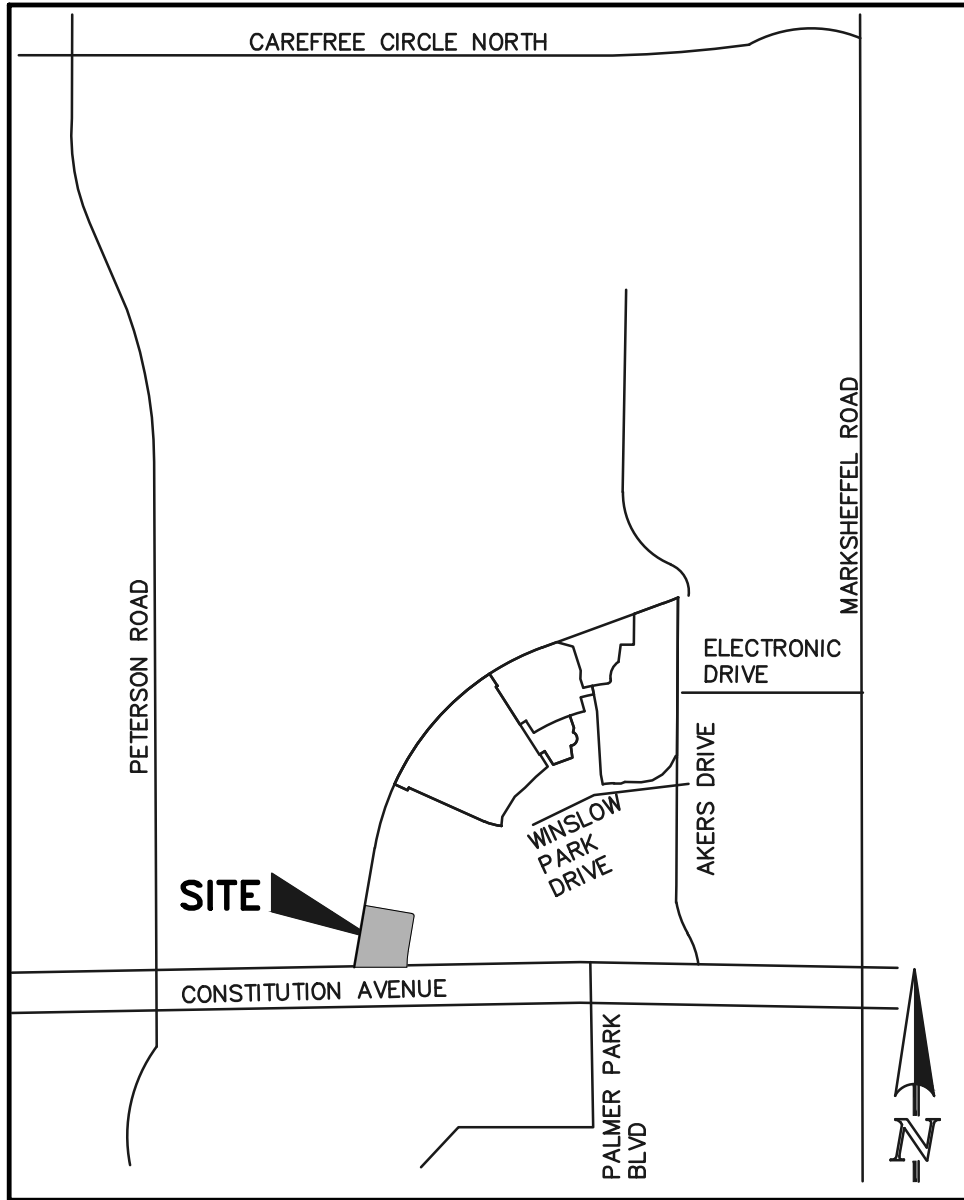 CAREFREE CIRCLE NORTH
MARKSHEFFEL ROAD
PETERSON ROAD
ELECTRONIC
DRIVE
AKERS DRIVE
WINSLOW
PARK
DRIVE
SITE
CONSTITUTION AVENUE
PALMER PARK
BLVD
N